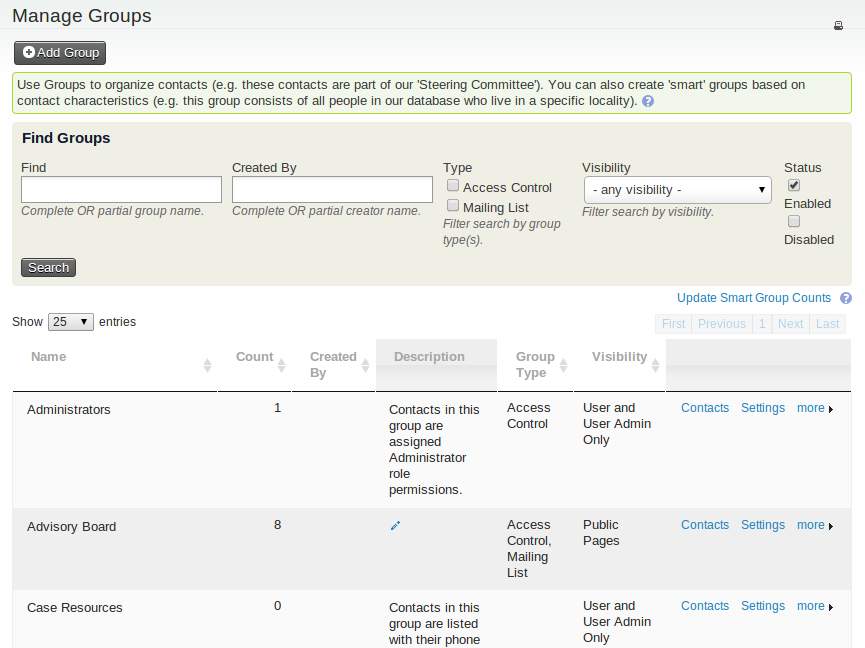 Manage Groups
Add Group
Use Groups to organize contacts (e.g. these contacts are part of our 'Steering Committee'). You can also create 'smart' groups based on
contact characteristics (e.g. this group consists of all people in our database who live in a specific locality). ?
Find Groups
Find
Complete OR partial group name.
Created By
Complete OR partial creator name.
Type
Access Control
Mailing List
Filter search by group
type(s).
Visibility
- any visibility -
Filter search by visibility.
Status
Enabled
Disabled
Search
Update Smart Group Counts ?
Show 25 entries
First Previous 1 Next Last
Name Count Created By Description Group Type Visibility
Administrators
1
Contacts in this
group are
assigned
Administrator
role
permissions.
Access
Control
User and
User Admin
Only
Contacts Settings more
Advisory Board
8
Access
Control,
Mailing
List
Public
Pages
Contacts Settings more
Case Resources
0
Contacts in this
group are listed
with their phone
User and
User Admin
Only
Contacts Settings more